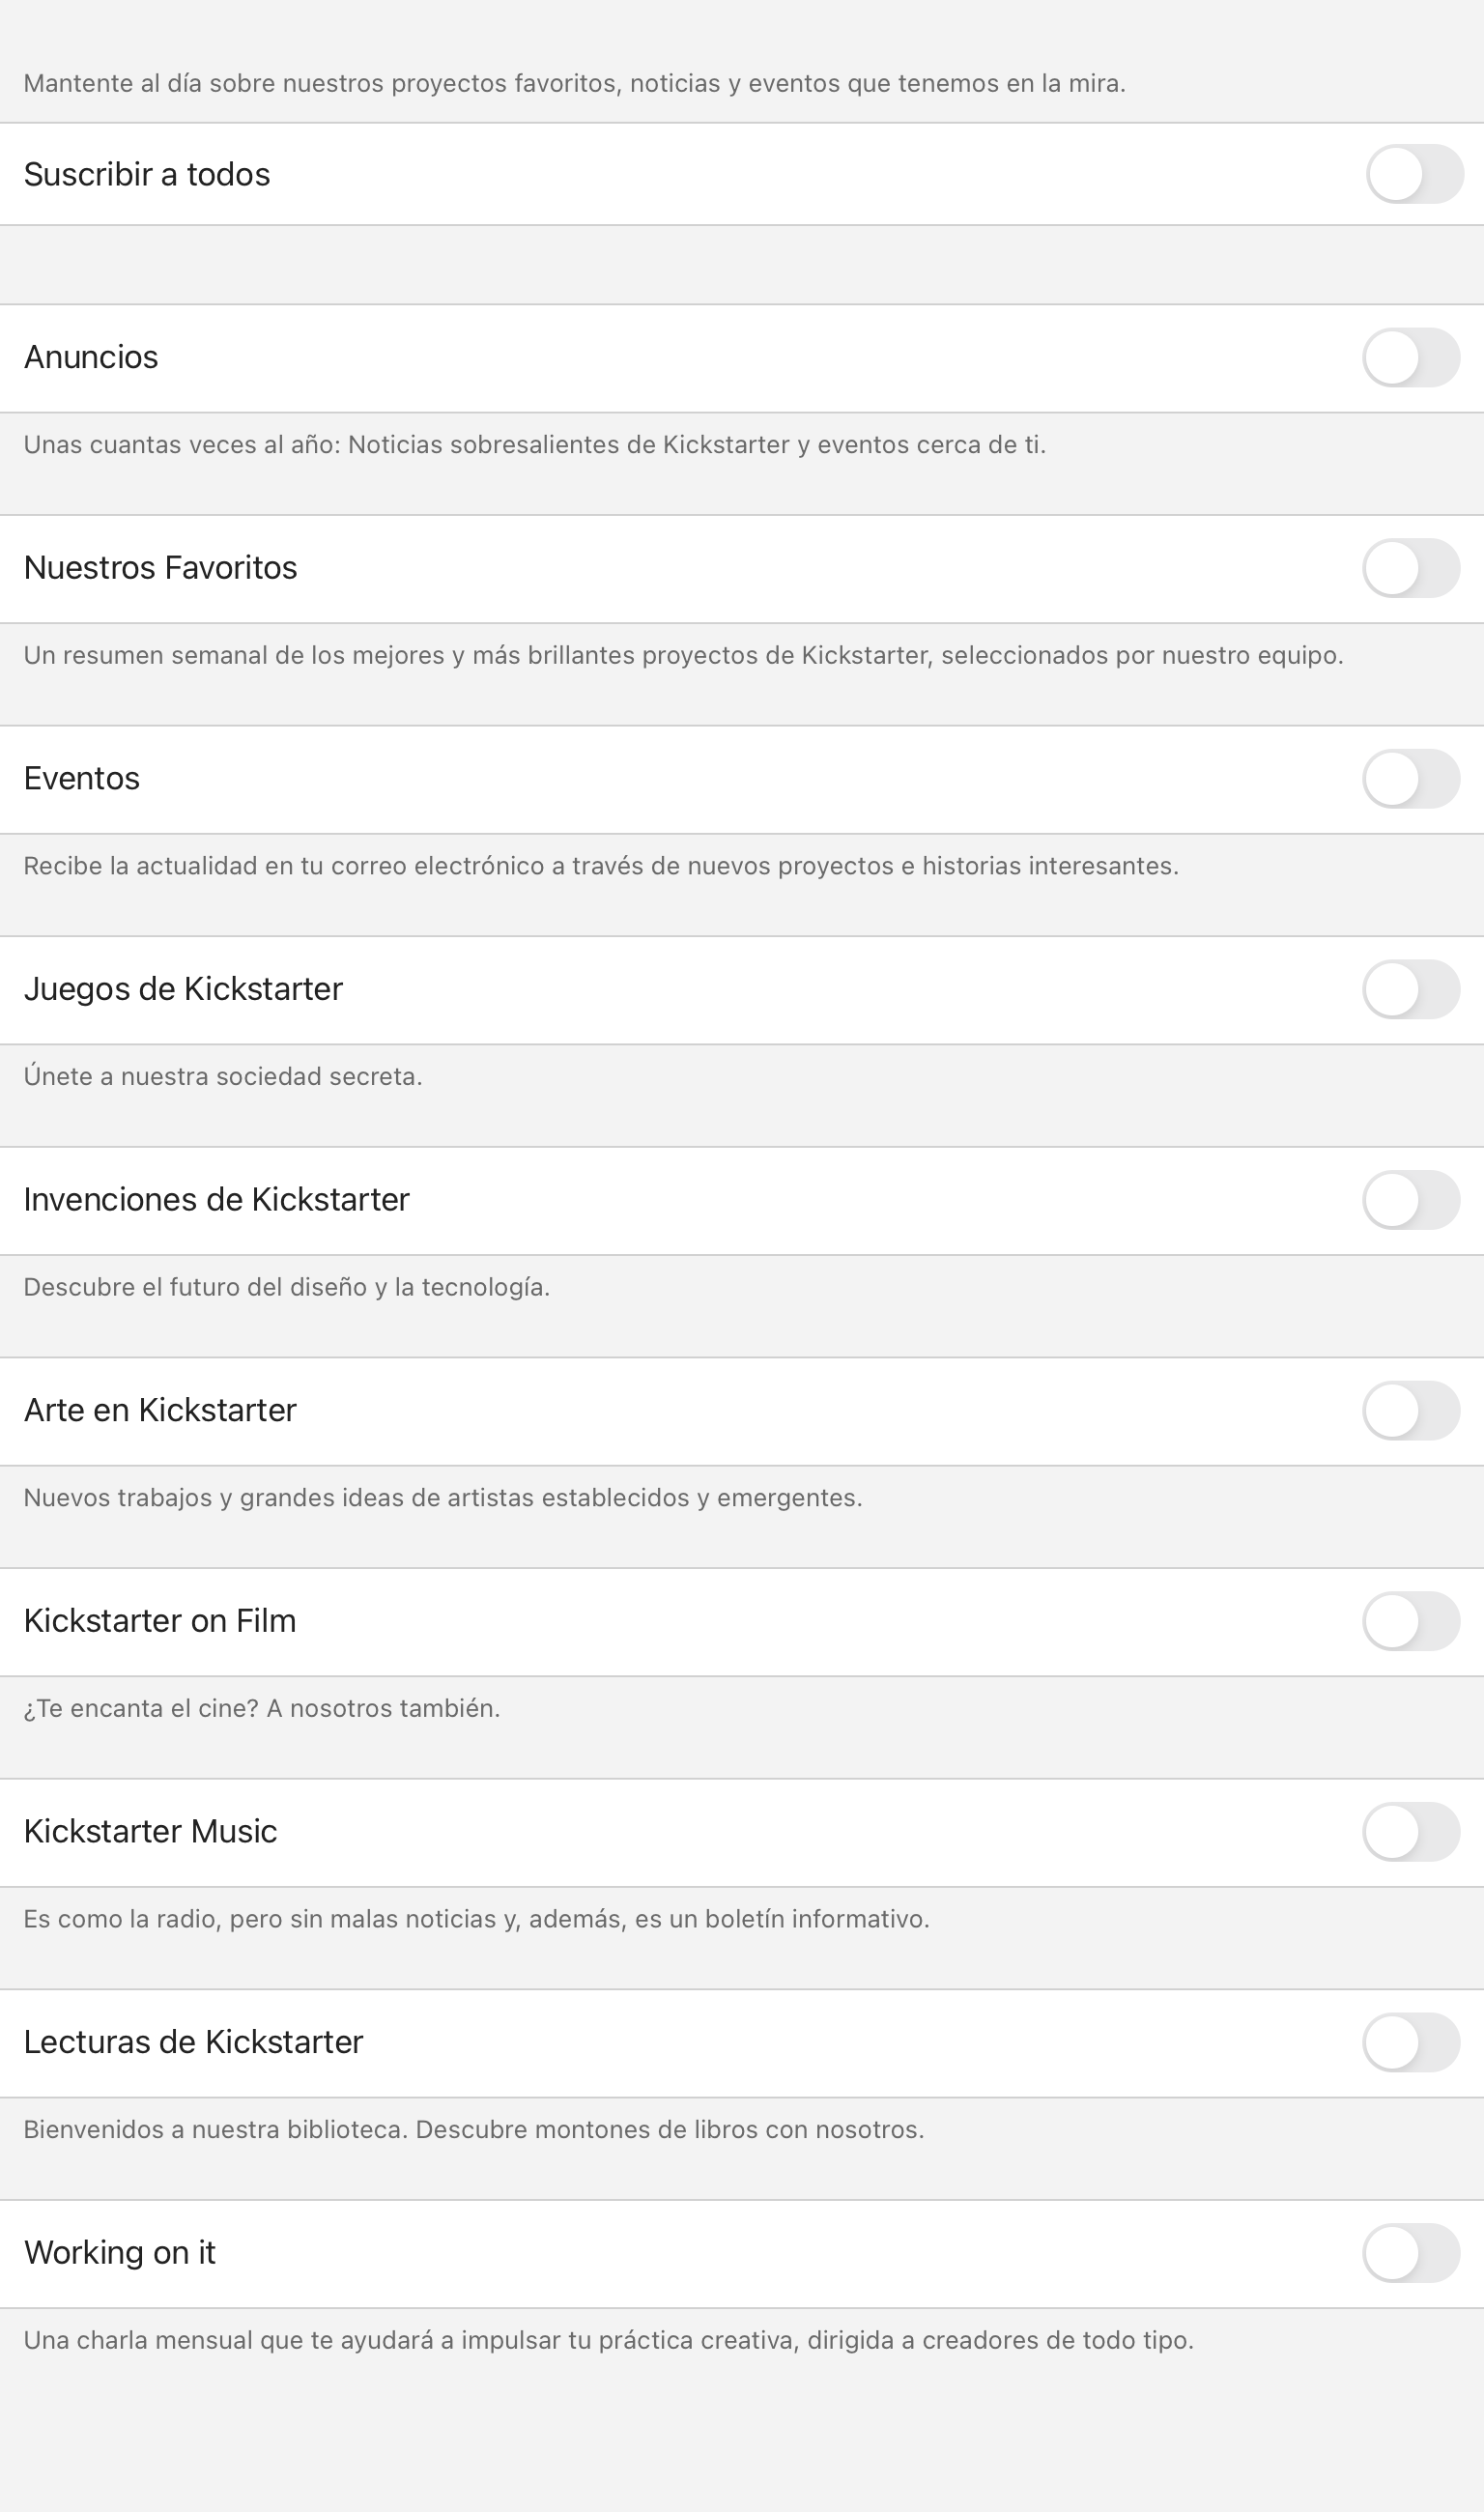 Mantente al día sobre nuestros proyectos favoritos, noticias y eventos que tenemos en la mira.
Suscribir a todos
Anuncios
Unas cuantas veces al año: Noticias sobresalientes de Kickstarter y eventos cerca de ti.
Nuestros Favoritos
Un resumen semanal de los mejores y más brillantes proyectos de Kickstarter, seleccionados por nuestro equipo.
Eventos
Recibe la actualidad en tu correo electrónico a través de nuevos proyectos e historias interesantes.
Juegos de Kickstarter
Únete a nuestra sociedad secreta.
Invenciones de Kickstarter
Descubre el futuro del diseño y la tecnología.
Arte en Kickstarter
Nuevos trabajos y grandes ideas de artistas establecidos y emergentes.
Kickstarter on Film
¿Te encanta el cine? A nosotros también.
Kickstarter Music
Es como la radio, pero sin malas noticias y, además, es un boletín informativo.
Lecturas de Kickstarter
Bienvenidos a nuestra biblioteca. Descubre montones de libros con nosotros.
Working on it
Una charla mensual que te ayudará a impulsar tu práctica creativa, dirigida a creadores de todo tipo.